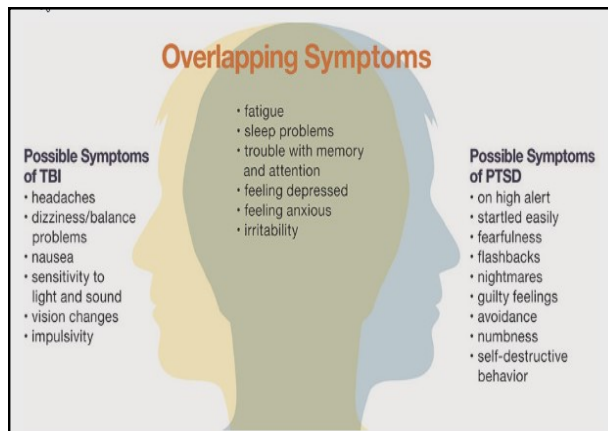 Overlapping Symptoms
• fatigue
• sleep problems
• trouble with memory
and attention
• feeling depressed
• feeling anxious
• irritability
Possible Symptoms
of TBI
• headaches
• dizziness/balance
problems
• nausea
• sensitivity to
light and sound
• vision changes
• impulsivity
Possible Symptoms
of PTSD
• on high alert
• startled easily
• fearfulness
• flashbacks
• nightmares
• guilty feelings
• avoidance
• numbness
• self-destructive
behavior